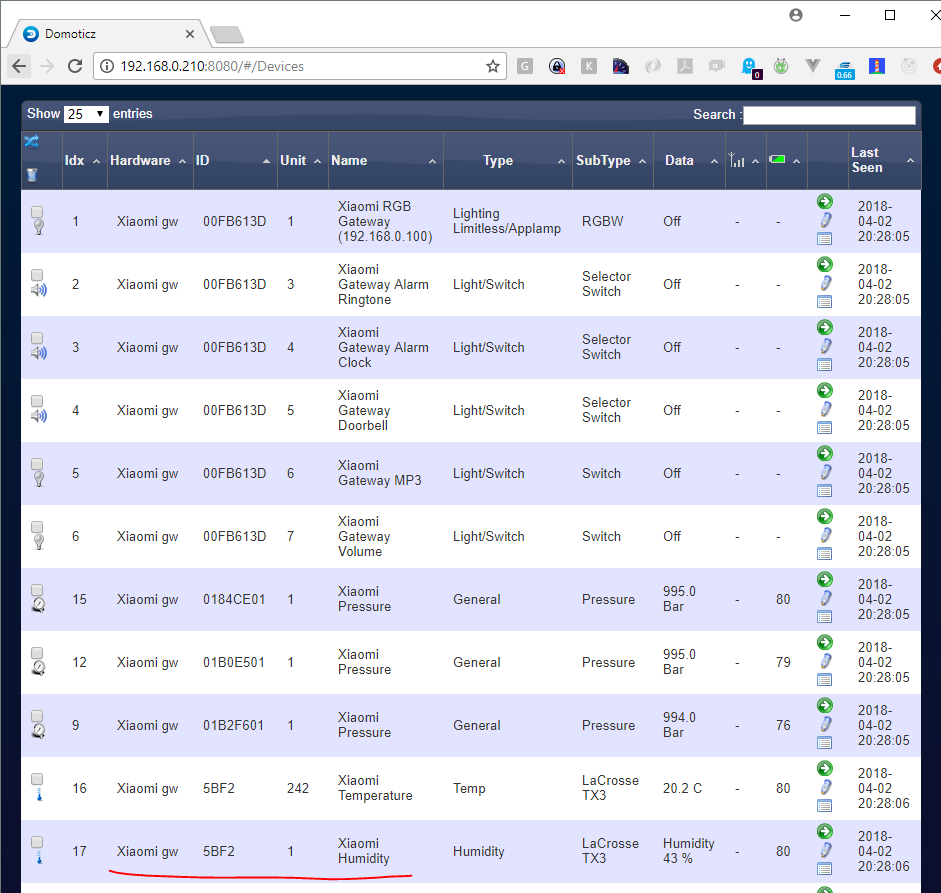 Domoticz
192.168.0.210:8080/#/Devices
G K 0 0.66
Show 25 entries Search :
Idx Hardware ID Unit Name Type SubType Data Last
Seen
1 Xiaomi gw 00FB613D 1 Xiaomi RGB Gateway (192.168.0.100) Lighting Limitless/Applamp RGBW Off - - 2018-04-02 20:28:05
2 Xiaomi gw 00FB613D 3 Xiaomi Gateway Alarm Ringtone Light/Switch Selector Switch Off - - 2018-04-02 20:28:05
3 Xiaomi gw 00FB613D 4 Xiaomi Gateway Alarm Clock Light/Switch Selector Switch Off - - 2018-04-02 20:28:05
4 Xiaomi gw 00FB613D 5 Xiaomi Gateway Doorbell Light/Switch Selector Switch Off - - 2018-04-02 20:28:05
5 Xiaomi gw 00FB613D 6 Xiaomi Gateway MP3 Light/Switch Switch Off - - 2018-04-02 20:28:05
6 Xiaomi gw 00FB613D 7 Xiaomi Gateway Volume Light/Switch Switch Off - - 2018-04-02 20:28:05
15 Xiaomi gw 0184CE01 1 Xiaomi Pressure General Pressure 995.0 Bar - 80 2018-04-02 20:28:05
12 Xiaomi gw 01B0E501 1 Xiaomi Pressure General Pressure 995.0 Bar - 79 2018-04-02 20:28:05
9 Xiaomi gw 01B2F601 1 Xiaomi Pressure General Pressure 994.0 Bar - 76 2018-04-02 20:28:05
16 Xiaomi gw 5BF2 242 Xiaomi Temperature Temp LaCrosse TX3 20.2 C - 80 2018-04-02 20:28:06
17 Xiaomi gw 5BF2 1 Xiaomi Humidity Humidity LaCrosse TX3 Humidity 43 % - 80 2018-04-02 20:28:06